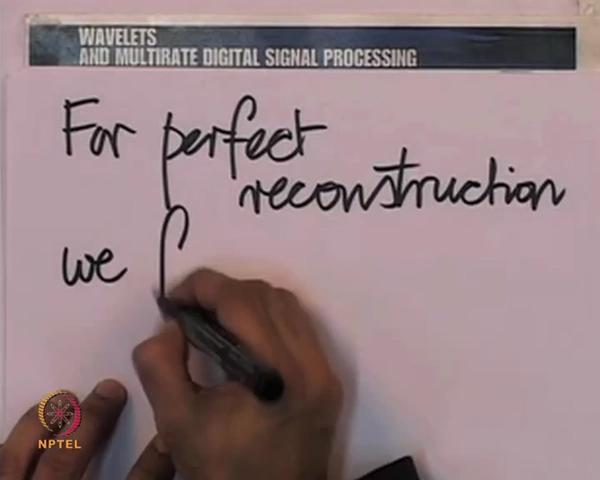 WAVELETS
AND MULTIRATE DIGITAL SIGNAL PROCESSING
For perfect
reconstruction
we
NPTEL